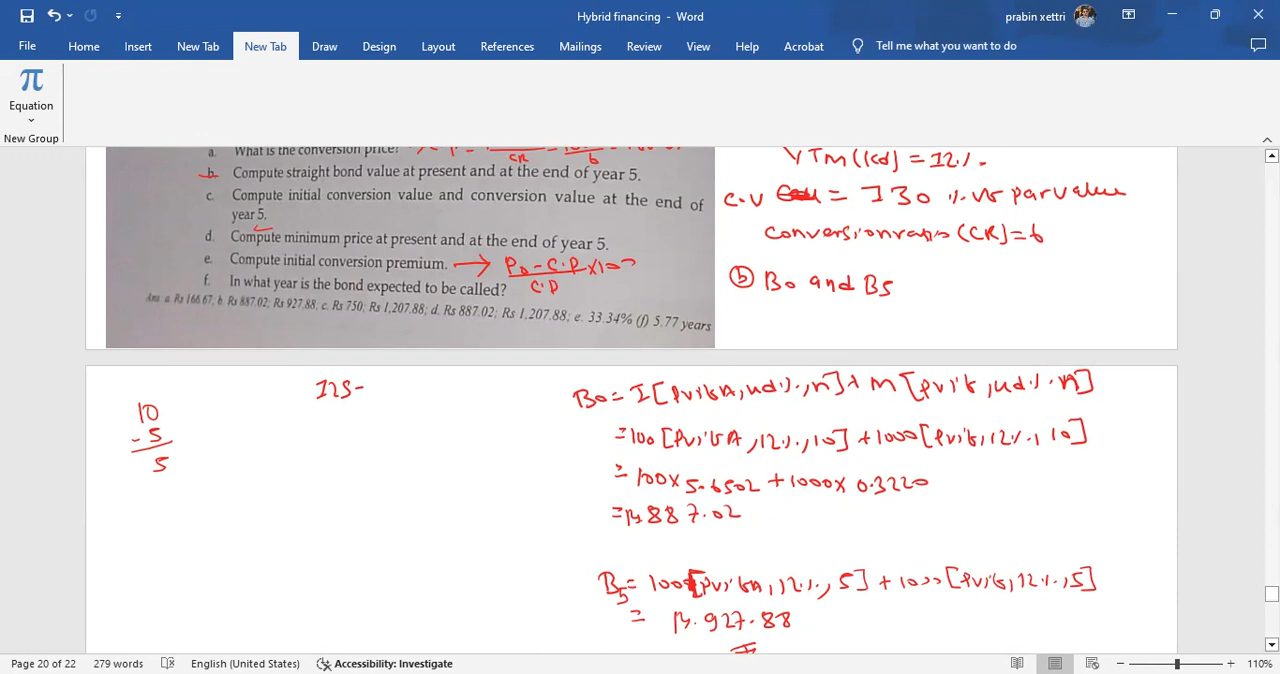 Hybrid financing - Word
prabin xettri
File Home Insert New Tab New Tab Draw Design Layout References Mailings Review View Help Acrobat Tell me what you want to do
π
Equation
New Group
a. What is the conversion price?
CR
6
b. Compute straight bond value at present and at the end of year 5.
c. Compute initial conversion value and conversion value at the end of
year 5.
d. Compute minimum price at present and at the end of year 5.
e. Compute initial conversion premium. → P0 - C.P x100
C.P
f. In what year is the bond expected to be called?
Ans. a. Rs 166.67, b. Rs 887.02; Rs 927.88; c. Rs 750; Rs 1,207.88; d. Rs 887.02; Rs 1,207.88; e. 33.34% (f) 5.77 years
YTM (Kd) = 12%
C.V = 130 % par value
conversion ratio (CR) = 6
(b) B0 and B5
125-
10
- 5
5
B0 = I [PVIFA, Kd%, n] + M [PVIF, Kd%, n]
= 100 [PVIFA, 12%, 10] + 1000 [PVIF, 12%, 10]
= 100 x 5.6502 + 1000 x 0.3220
= 887.02
B5 = 100 [PVIFA, 12%, 5] + 1000 [PVIF, 12%, 5]
= 927.88
Page 20 of 22 279 words English (United States) Accessibility: Investigate 110%